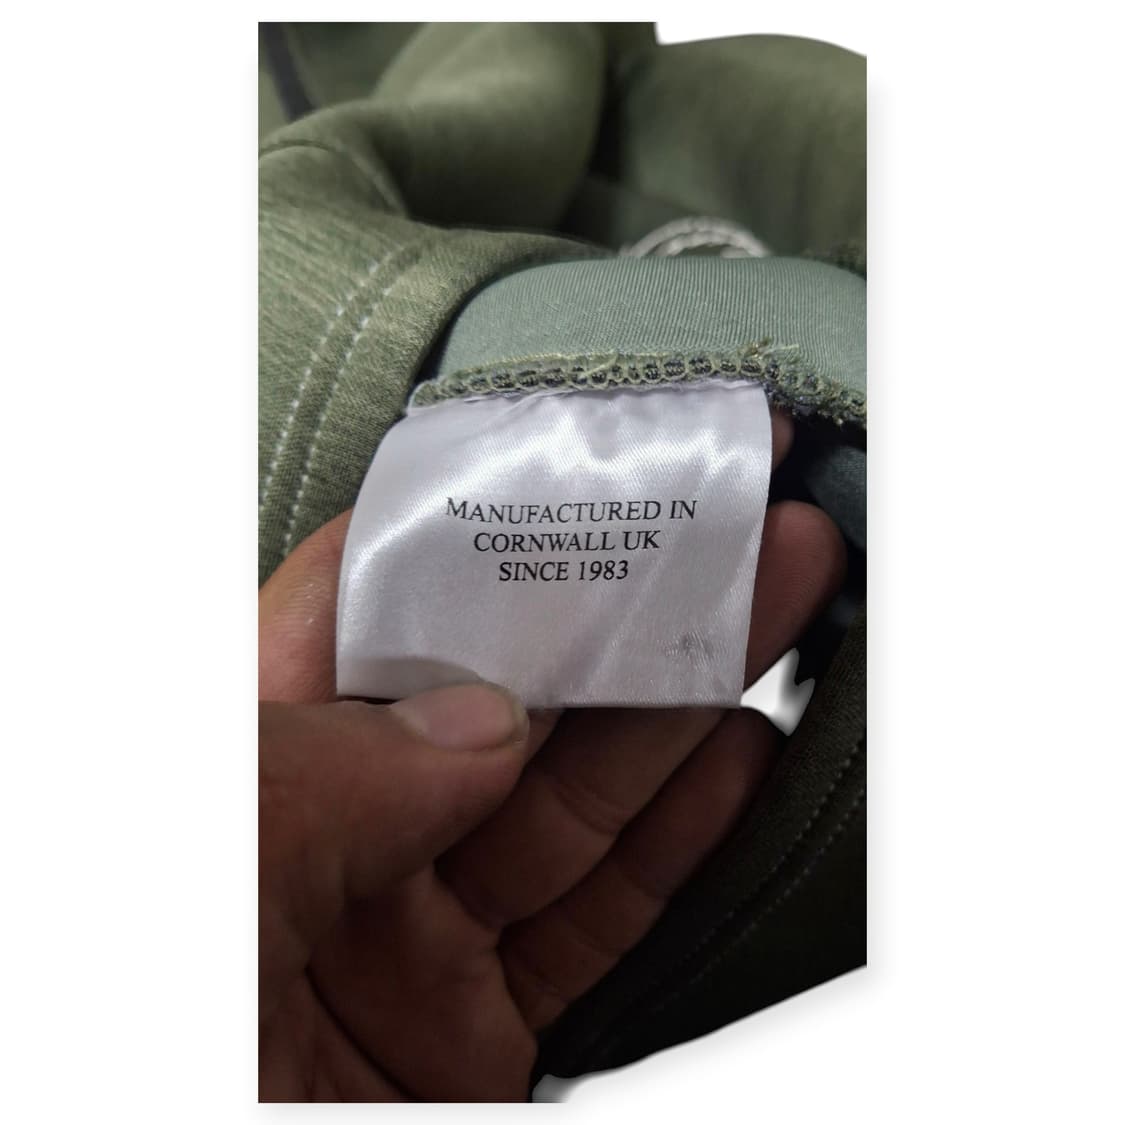 MANUFACTURED IN
CORNWALL UK
SINCE 1983